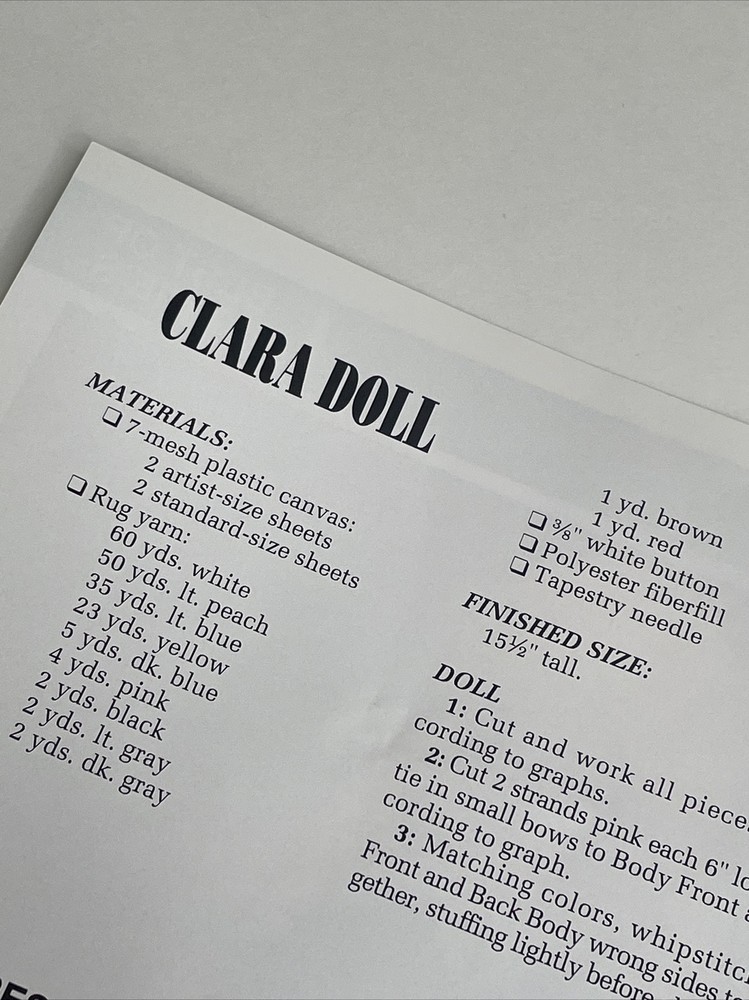 CLARA DOLL
MATERIALS:
❏ 7-mesh plastic canvas:
2 artist-size sheets
2 standard-size sheets
❏ Rug yarn:
60 yds. white
50 yds. lt. peach
35 yds. lt. blue
23 yds. yellow
5 yds. dk. blue
4 yds. pink
2 yds. black
2 yds. lt. gray
2 yds. dk. gray
1 yd. brown
1 yd. red
❏ ⅜" white button
❏ Polyester fiberfill
❏ Tapestry needle
FINISHED SIZE:
15½" tall.
DOLL
1: Cut and work all pieces
cording to graphs.
2: Cut 2 strands pink each 6" lo
tie in small bows to Body Front a
cording to graph.
3: Matching colors, whipstitch
Front and Back Body wrong sides t
gether, stuffing lightly before